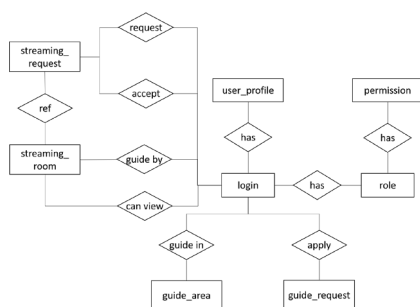 request
streaming_
request
accept
user_profile
permission
ref
has
has
streaming_
room
guide by
login
has
role
can view
guide in
apply
guide_area
guide_request